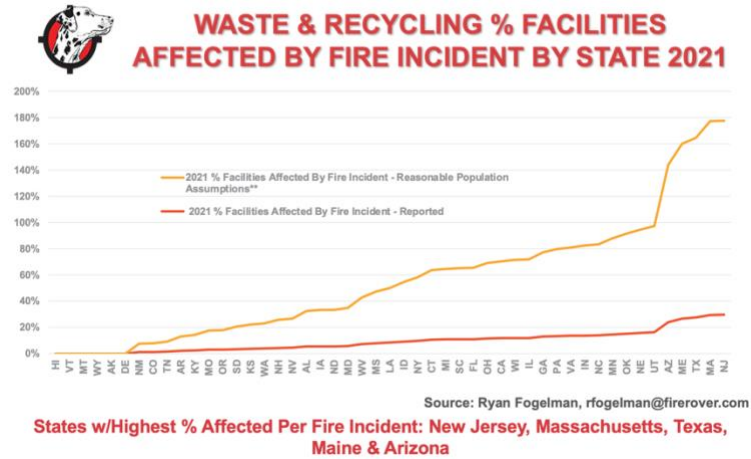 WASTE & RECYCLING % FACILITIES
AFFECTED BY FIRE INCIDENT BY STATE 2021
200%
180%
160%
140%
120%
100%
80%
60%
40%
20%
0%
2021 % Facilities Affected By Fire Incident - Reasonable Population
Assumptions**
2021 % Facilities Affected By Fire Incident - Reported
HI VT MT WY AK DE NM CO TN AR KY MO OR SD KS WA NH NV AL IA ND MD WV MS LA ID NY CT MI SC FL OH CA WI IL GA PA VA IN NC MN OK NE UT AZ ME TX MA NJ
Source: Ryan Fogelman, rfogelman@firerover.com
States w/Highest % Affected Per Fire Incident: New Jersey, Massachusetts, Texas,
Maine & Arizona